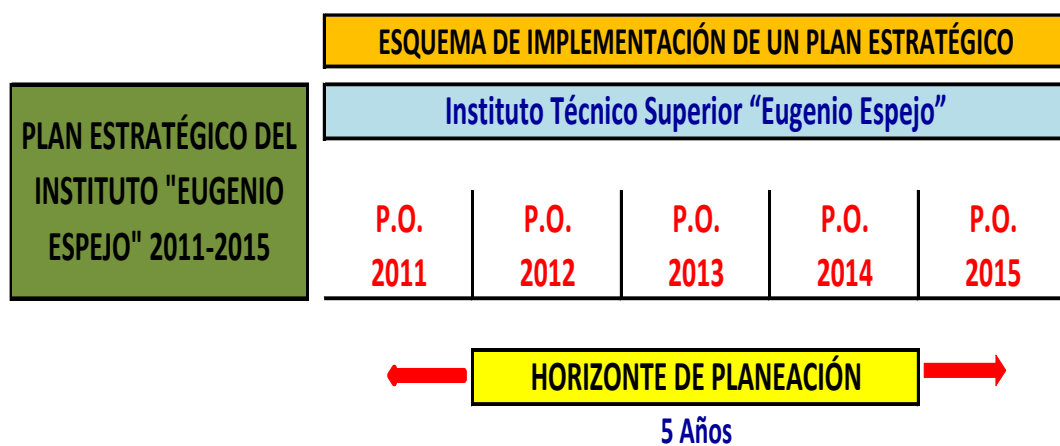 ESQUEMA DE IMPLEMENTACIÓN DE UN PLAN ESTRATÉGICO
Instituto Técnico Superior “Eugenio Espejo”
PLAN ESTRATÉGICO DEL
INSTITUTO "EUGENIO
ESPEJO" 2011-2015
P.O. P.O. P.O. P.O. P.O.
2011 2012 2013 2014 2015
HORIZONTE DE PLANEACIÓN
5 Años